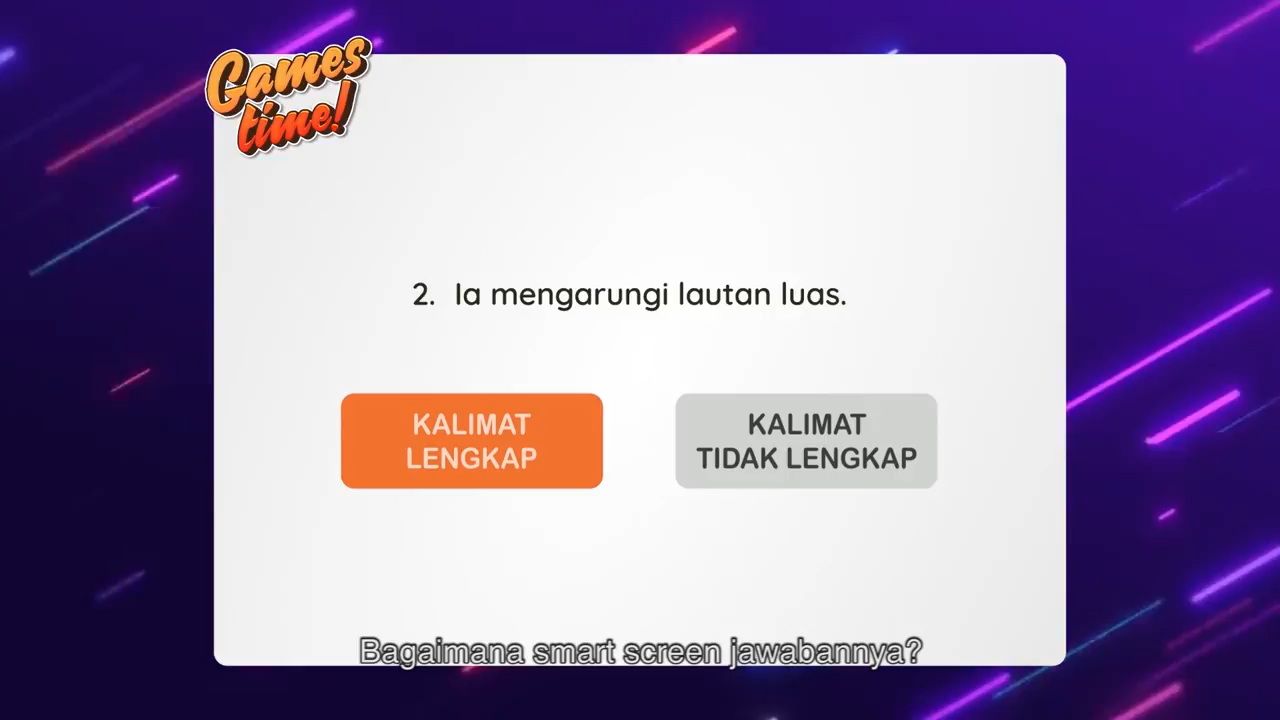 Games
time!
2. Ia mengarungi lautan luas.
KALIMAT
LENGKAP
KALIMAT
TIDAK LENGKAP
Bagaimana smart screen jawabannya?